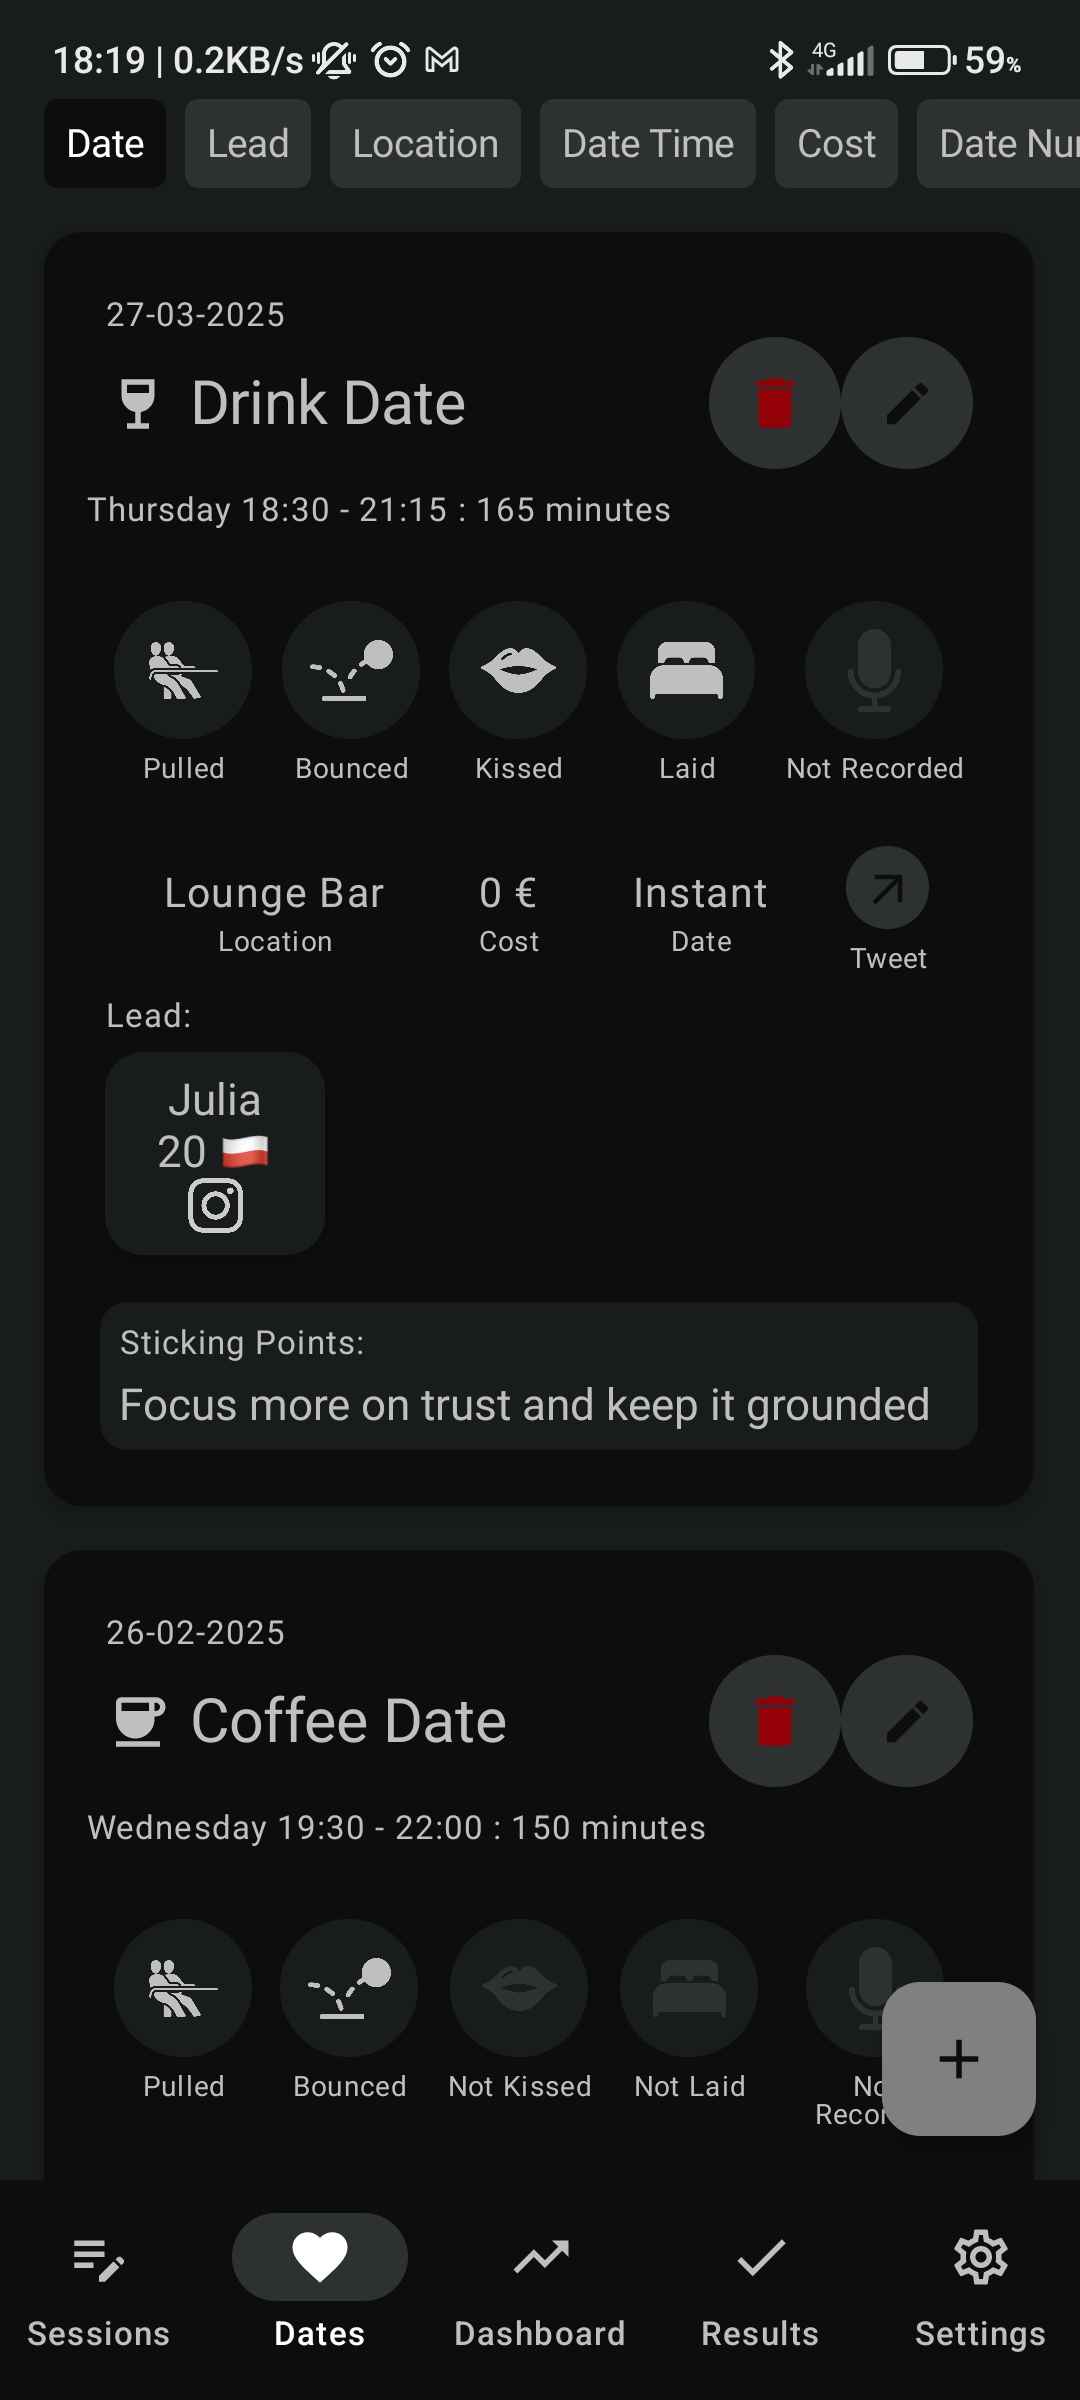 18:19 | 0.2KB/s 4G 59%
Date Lead Location Date Time Cost Date Nu
27-03-2025
Drink Date
Thursday 18:30 - 21:15 : 165 minutes
Pulled Bounced Kissed Laid Not Recorded
Lounge Bar 0 € Instant
Location Cost Date Tweet
Lead:
Julia
20
Sticking Points:
Focus more on trust and keep it grounded
26-02-2025
Coffee Date
Wednesday 19:30 - 22:00 : 150 minutes
Pulled Bounced Not Kissed Not Laid No
Recor
Sessions Dates Dashboard Results Settings